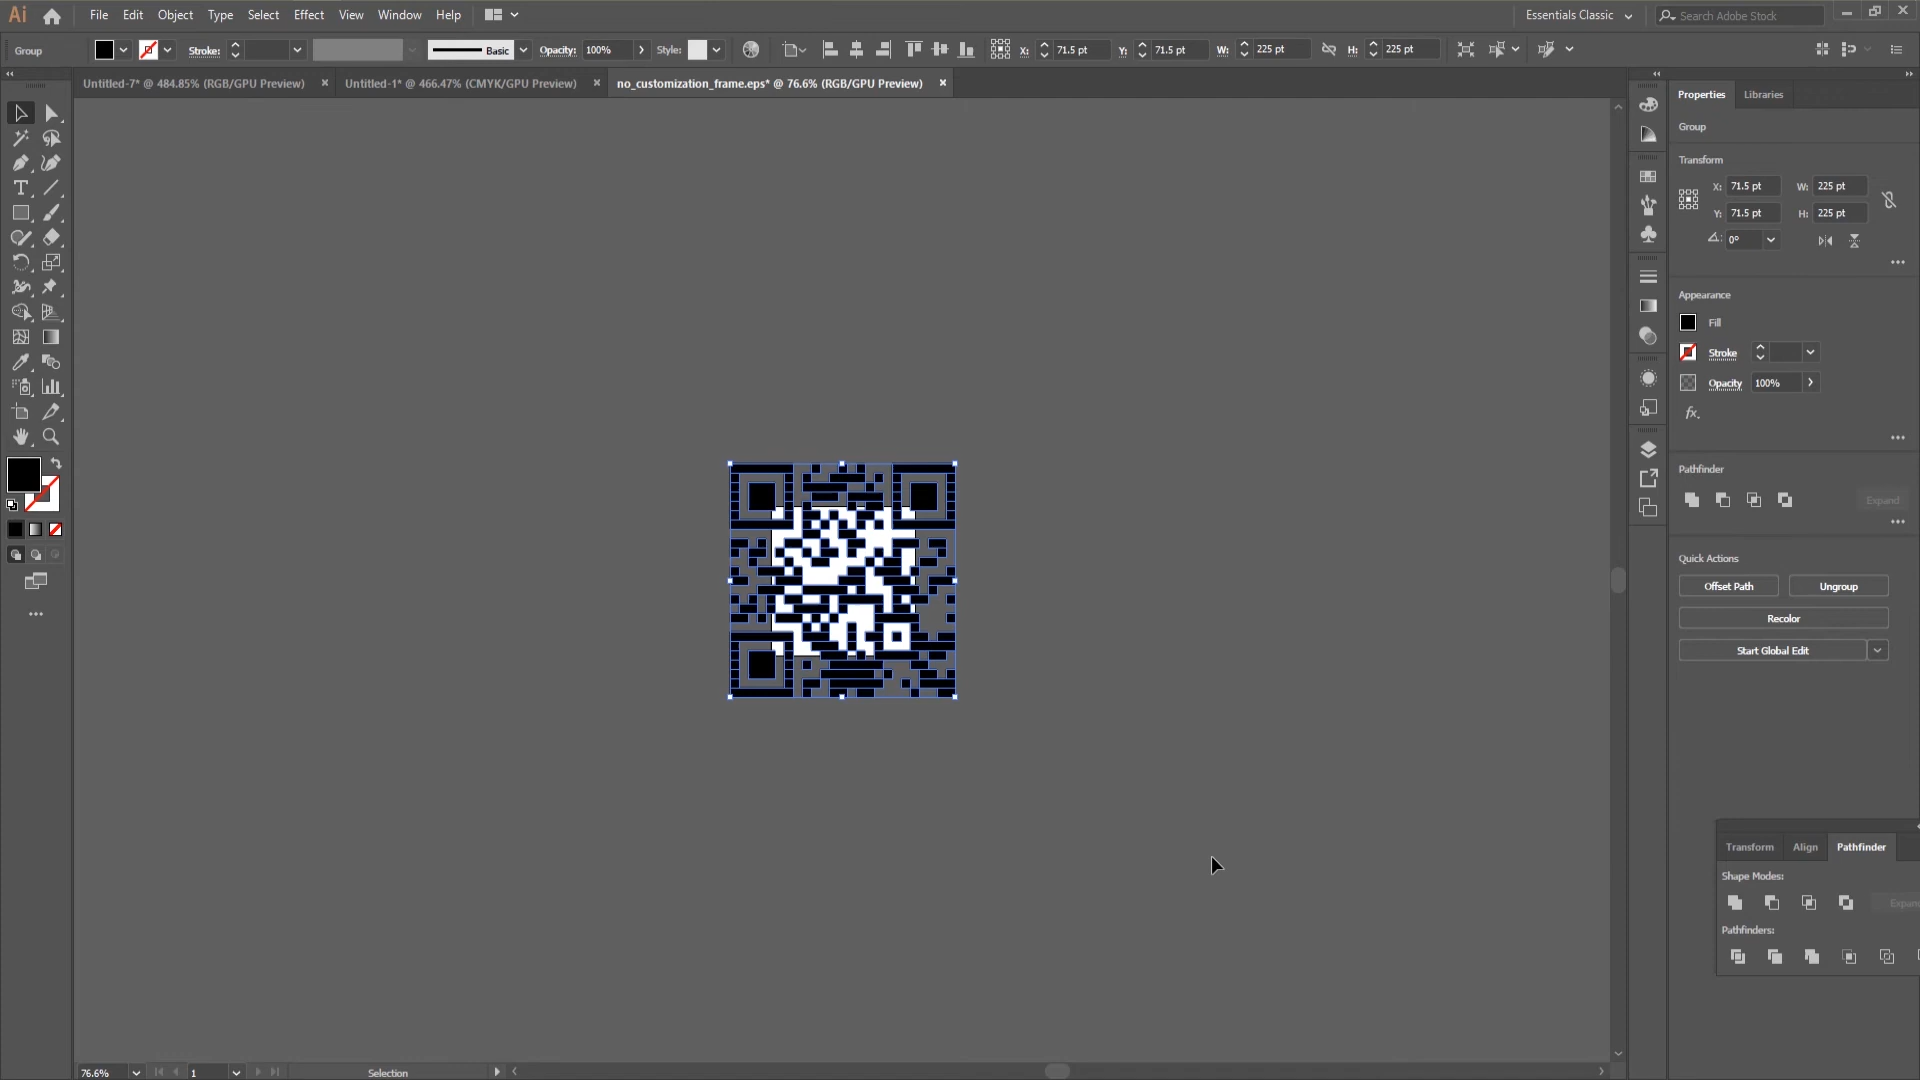 Ai File Edit Object Type Select Effect View Window Help Essentials Classic Search Adobe Stock
Group Stroke: Basic Opacity: 100% Style: X: 71.5 pt Y: 71.5 pt W: 225 pt H: 225 pt
Untitled-7* @ 484.85% (RGB/GPU Preview) Untitled-1* @ 466.47% (CMYK/GPU Preview) no_customization_frame.eps* @ 76.6% (RGB/GPU Preview)
Properties Libraries
Group
Transform
X: 71.5 pt W: 225 pt
Y: 71.5 pt H: 225 pt
0°
Appearance
Fill
Stroke
Opacity 100%
fx.
Pathfinder
Expand
Quick Actions
Offset Path Ungroup
Recolor
Start Global Edit
Transform Align Pathfinder
Shape Modes:
Expand
Pathfinders:
76.6% 1 Selection